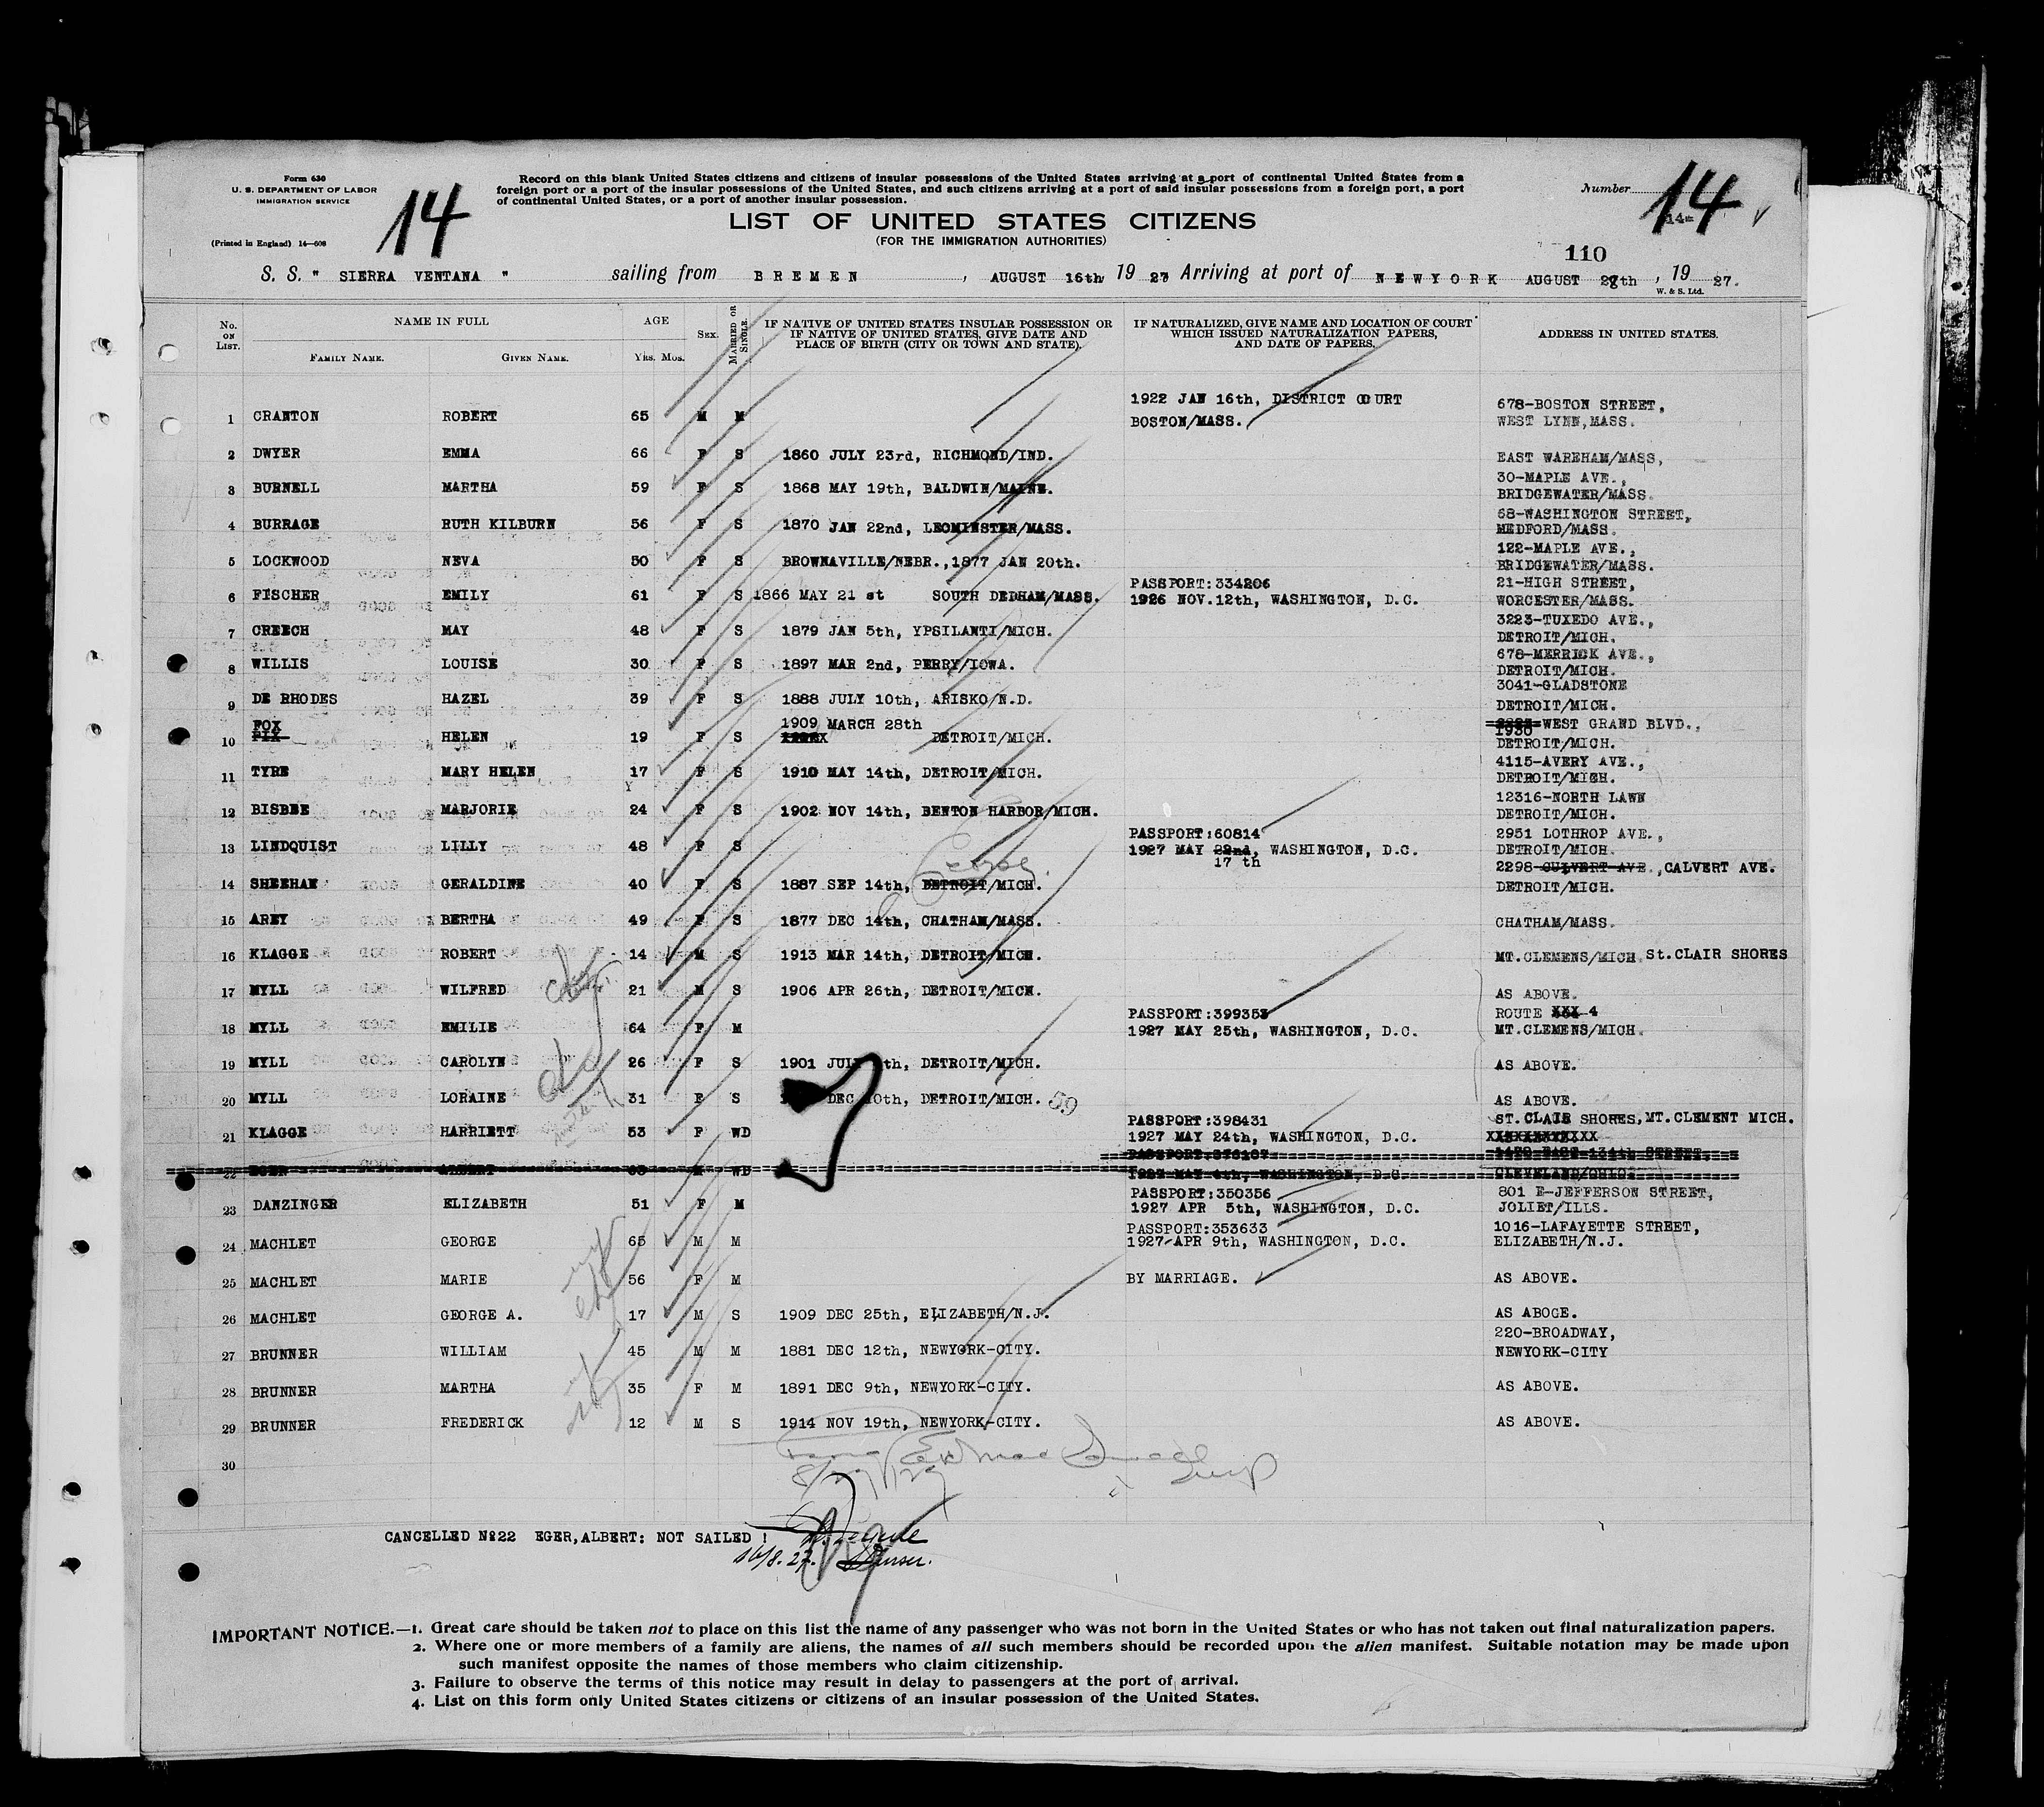 Form 630
U. S. DEPARTMENT OF LABOR
IMMIGRATION SERVICE
(Printed in England) 14—608
14
Record on this blank United States citizens and citizens of insular possessions of the United States arriving at a port of continental United States from a
foreign port or a port of the insular possessions of the United States, and such citizens arriving at a port of said insular possessions from a foreign port, a port
of continental United States, or a port of another insular possession.
Number
14
14=
LIST OF UNITED STATES CITIZENS
(FOR THE IMMIGRATION AUTHORITIES)
110
S. S. " SIERRA VENTANA " sailing from BREMEN, AUGUST 16th 19 27 Arriving at port of NEWYORK AUGUST 27th, 19 27.
W. & S. Ltd.
No. ON LIST.
NAME IN FULL
FAMILY NAME. GIVEN NAME.
AGE
YRS. MOS.
SEX.
MARRIED OR SINGLE.
IF NATIVE OF UNITED STATES INSULAR POSSESSION OR
IF NATIVE OF UNITED STATES, GIVE DATE AND
PLACE OF BIRTH (CITY OR TOWN AND STATE).
IF NATURALIZED, GIVE NAME AND LOCATION OF COURT
WHICH ISSUED NATURALIZATION PAPERS,
AND DATE OF PAPERS.
ADDRESS IN UNITED STATES.
1 CRANTON ROBERT 65 M M 1922 JAN 16th, DISTRICT COURT BOSTON/MASS. 678-BOSTON STREET, WEST LYNN,MASS.
2 DWYER EMMA 66 F S 1860 JULY 23rd, RICHMOND/IND. EAST WAREHAM/MASS,
3 BURNELL MARTHA 59 F S 1868 MAY 19th, BALDWIN/MAINE. 30-MAPLE AVE., BRIDGEWATER/MASS.
4 BURRAGE RUTH KILBURN 56 F S 1870 JAN 22nd, LEOMINSTER/MASS. 68-WASHINGTON STREET, MEDFORD/MASS.
5 LOCKWOOD NEVA 50 F S BROWNAVILLE/NEBR.,1877 JAN 20th. 122-MAPLE AVE., BRIDGEWATER/MASS.
6 FISCHER EMILY 61 F S 1866 MAY 21 st SOUTH DEDHAM/MASS. PASSPORT:334206 1926 NOV.12th, WASHINGTON, D.C. 21-HIGH STREET, WORCESTER/MASS.
7 CREECH MAY 48 F S 1879 JAN 5th, YPSILANTI/MICH. 3223-TUXEDO AVE., DETROIT/MICH.
8 WILLIS LOUISE 30 F S 1897 MAR 2nd, PERRY/IOWA. 678-MERRICK AVE., DETROIT/MICH.
9 DE RHODES HAZEL 39 F S 1888 JULY 10th, ARISKO/N.D. 3041-GLADSTONE DETROIT/MICH.
10 FOX FIX HELEN 19 F S 1909 MARCH 28th DETROIT/MICH. 1930 WEST GRAND BLVD., DETROIT/MICH.
11 TYRE MARY HELEN 17 F S 1910 MAY 14th, DETROIT/MICH. 4115-AVERY AVE., DETROIT/MICH.
12 BISBEE MARJORIE 24 F S 1902 NOV 14th, BENTON HARBOR/MICH. 12316-NORTH LAWN DETROIT/MICH.
13 LINDQUIST LILLY 48 F S PASSPORT:60814 1927 MAY 22nd, 17 th WASHINGTON, D.C. 2951 LOTHROP AVE., DETROIT/MICH.
14 SHEEHAN GERALDINE 40 F S 1887 SEP 14th, DETROIT/MICH. 2298-CULVERT AVE.,CALVERT AVE. DETROIT/MICH.
15 AREY BERTHA 49 F S 1877 DEC 14th, CHATHAM/MASS. CHATHAM/MASS.
16 KLAGGE ROBERT 14 M S 1913 MAR 14th, DETROIT/MICH. MT.CLEMENS/MICH. St.CLAIR SHORES
17 MYLL WILFRED 21 M S 1906 APR 26th, DETROIT/MICH. AS ABOVE.
18 MYLL EMILIE 64 F M PASSPORT:399353 1927 MAY 25th, WASHINGTON, D.C. ROUTE XXX 4 MT.CLEMENS/MICH.
19 MYLL CAROLYN 26 F S 1901 th, DETROIT/MICH. AS ABOVE.
20 MYLL LORAINE 31 F S DEC DETROIT/MICH. 59 AS ABOVE.
21 KLAGGE HARRIETT 53 F WD PASSPORT:398431 1927 MAY 24th, WASHINGTON, D.C. ST.CLAIR SHORES,MT.CLEMENT MICH. XXXXXXXXXXXX
22 EGER ALBERT WD 1927 MAY 4th, WASHINGTON, D.C. 134th STREET, CLEVELAND/OHIO.
23 DANZINGER ELIZABETH 51 F M PASSPORT:350356 1927 APR 5th, WASHINGTON, D.C. 801 E-JEFFERSON STREET, JOLIET/ILLS.
24 MACHLET GEORGE 65 M M PASSPORT:353633 1927-APR 9th, WASHINGTON, D.C. 1016-LAFAYETTE STREET, ELIZABETH/N.J.
25 MACHLET MARIE 56 F M BY MARRIAGE. AS ABOVE.
26 MACHLET GEORGE A. 17 M S 1909 DEC 25th, ELIZABETH/N.J. AS ABOGE.
27 BRUNNER WILLIAM 45 M M 1881 DEC 12th, NEWYORK-CITY. 220-BROADWAY, NEWYORK-CITY
28 BRUNNER MARTHA 35 F M 1891 DEC 9th, NEWYORK-CITY. AS ABOVE.
29 BRUNNER FREDERICK 12 M S 1914 NOV 19th, NEWYORK-CITY. AS ABOVE.
30
CANCELLED No22 EGER,ALBERT: NOT SAILED !
16/8.27.
IMPORTANT NOTICE.—1. Great care should be taken not to place on this list the name of any passenger who was not born in the United States or who has not taken out final naturalization papers.
2. Where one or more members of a family are aliens, the names of all such members should be recorded upon the alien manifest. Suitable notation may be made upon
such manifest opposite the names of those members who claim citizenship.
3. Failure to observe the terms of this notice may result in delay to passengers at the port of arrival.
4. List on this form only United States citizens or citizens of an insular possession of the United States.